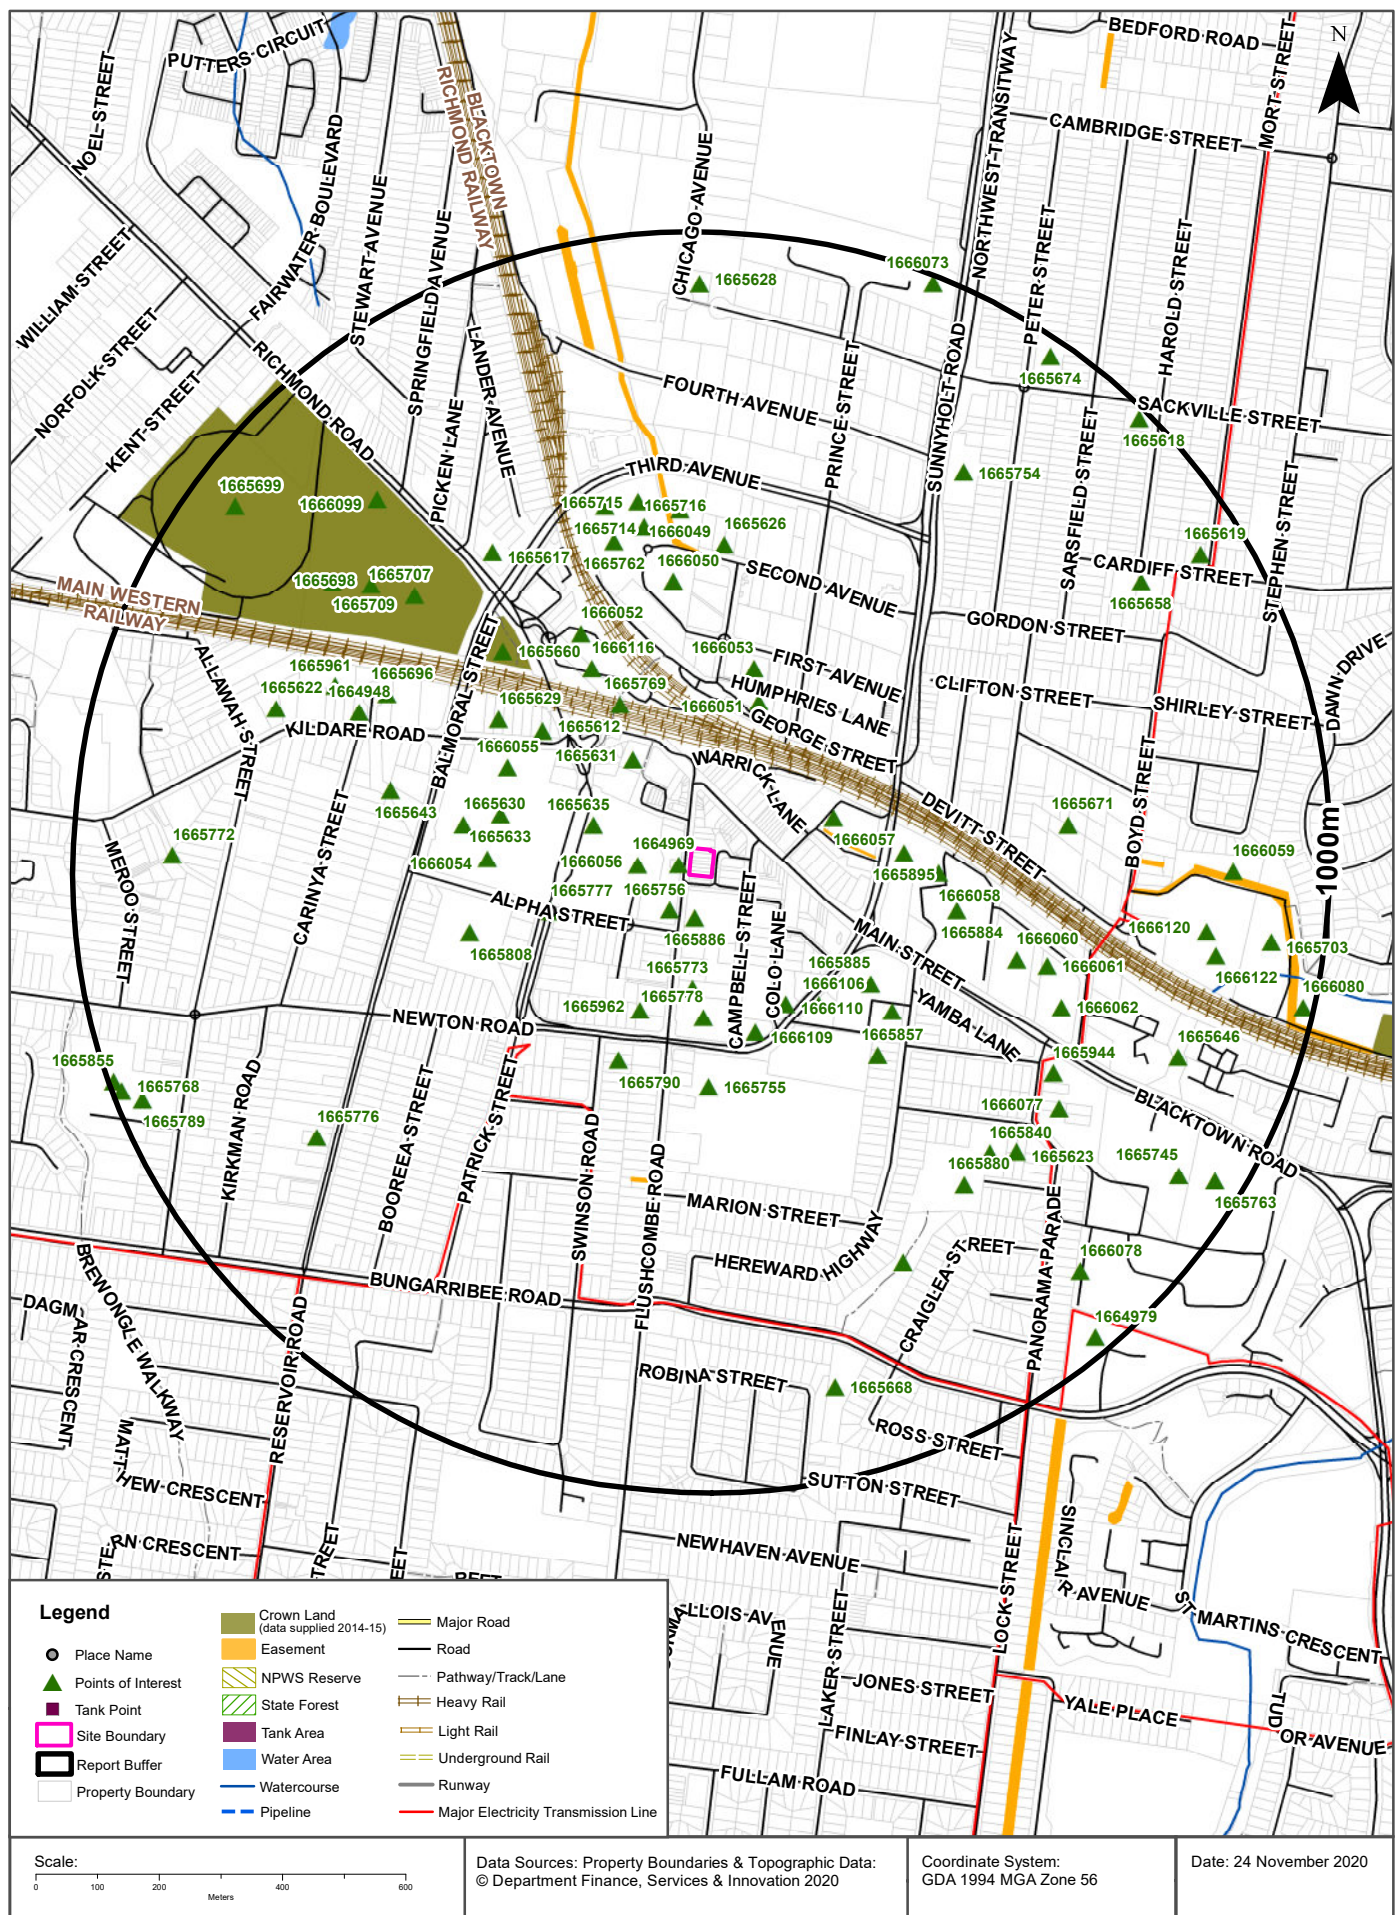 BEDFORD ROAD
PUTTERS CIRCUIT
N
NOEL STREET
BLACKTOWN
RICHMOND RAILWAY
MORT STREET
CAMBRIDGE STREET
FAIRWATER BOULEVARD
STEWART AVENUE
SPRINGFIELD AVENUE
CHICAGO AVENUE
NORTHWEST TRANSITWAY
PETER STREET
HAROLD STREET
WILLIAM STREET
1666073
1665628
NORFOLK STREET
KENT STREET
RICHMOND ROAD
LANDER AVENUE
PICKEN LANE
FOURTH AVENUE
PRINCE STREET
SUNNYHOLT ROAD
1665674
SACKVILLE STREET
1665618
SARSFIELD STREET
STEPHEN STREET
THIRD AVENUE
1665754
1665699
1666099
1665715
1665716
1665714
1666049
1665626
1665619
1665617
1665762
1666050
SECOND AVENUE
CARDIFF STREET
1665658
1665698
1665707
1665709
MAIN WESTERN
RAILWAY
1666052
GORDON STREET
1666116
1666053
FIRST AVENUE
DAWN DRIVE
1665660
1665961
1665696
1665769
HUMPHRIES LANE
CLIFTON STREET
SHIRLEY STREET
1665622
1664948
1665629
1666051
GEORGE STREET
ALLAWAH STREET
KILDARE ROAD
BALMORAL STREET
1665612
1666055
1665631
WARRICK LANE
DEVITT STREET
BOYD STREET
1665643
1665630
1665635
1665671
1000m
1665633
1665772
MEROO STREET
CARINYA STREET
1666054
1666056
1664969
1666057
1665895
1666059
1665777
1665756
1666058
ALPHA STREET
CAMPBELL STREET
COLO LANE
MAIN STREET
1665884
1666060
1666120
1665886
1665703
1665808
1665773
1665885
1666061
1666122
1666106
1666080
1665962
1665778
1666110
YAMBA LANE
1666062
NEWTON ROAD
1666109
1665857
1665944
1665646
1665855
1665768
1665789
1665790
1665755
BLACKTOWN ROAD
KIRKMAN ROAD
1665776
BOOREEA STREET
PATRICK STREET
SWINSON ROAD
FLUSHCOMBE ROAD
1666077
1665840
1665880
1665623
1665745
1665763
MARION STREET
PANORAMA PARADE
HEREWARD HIGHWAY
CRAIGLEA STREET
1666078
BREWONGLE WALKWAY
BUNGARRIBEE ROAD
DAGMAR CRESCENT
RESERVOIR ROAD
1664979
ROBINA STREET
1665668
ROSS STREET
MATTHEW CRESCENT
SUTTON STREET
RN CRESCENT
STE
STREET
EET
REET
NEWHAVEN AVENUE
LOCK STREET
SINCLAIR AVENUE
ST MARTINS CRESCENT
LLOIS AVENUE
LAKER STREET
JONES STREET
YALE PLACE
TUDOR AVENUE
FINLAY STREET
FULLAM ROAD
Legend
Place Name
Points of Interest
Tank Point
Site Boundary
Report Buffer
Property Boundary
Crown Land
(data supplied 2014-15)
Easement
NPWS Reserve
State Forest
Tank Area
Water Area
Watercourse
Pipeline
Major Road
Road
Pathway/Track/Lane
Heavy Rail
Light Rail
Underground Rail
Runway
Major Electricity Transmission Line
Scale:
0 100 200 400 600
Meters
Data Sources: Property Boundaries & Topographic Data:
© Department Finance, Services & Innovation 2020
Coordinate System:
GDA 1994 MGA Zone 56
Date: 24 November 2020